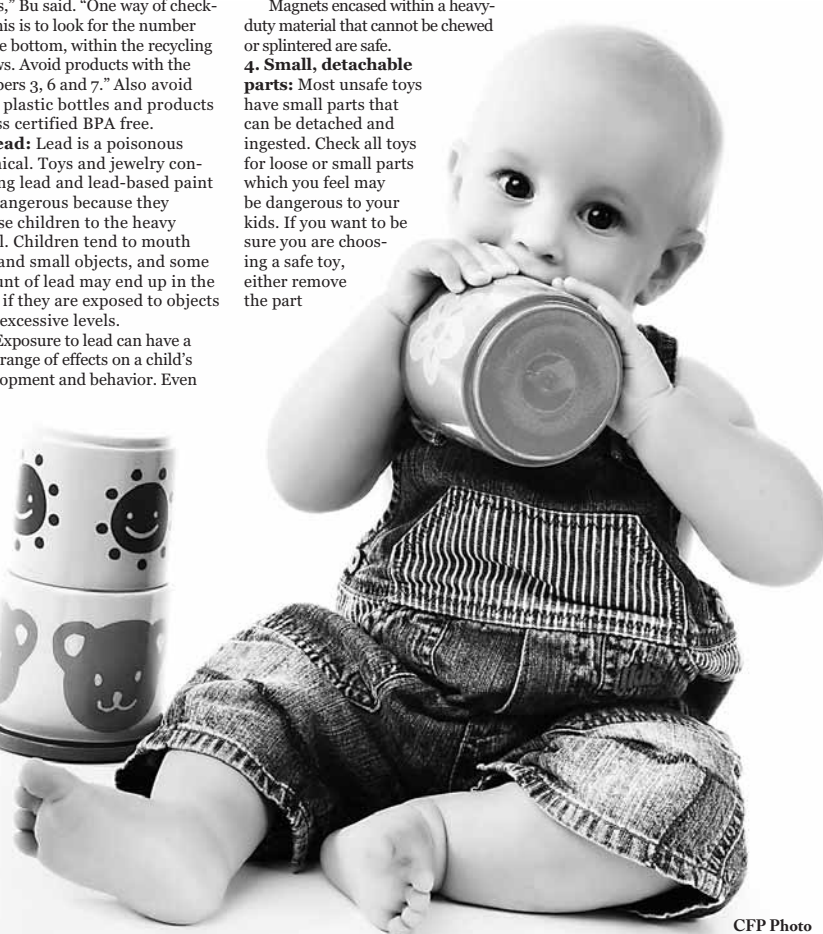 s,” Bu said. “One way of check-
his is to look for the number
e bottom, within the recycling
ws. Avoid products with the
bers 3, 6 and 7.” Also avoid
plastic bottles and products
ss certified BPA free.
ead: Lead is a poisonous
nical. Toys and jewelry con-
ng lead and lead-based paint
angerous because they
se children to the heavy
l. Children tend to mouth
and small objects, and some
unt of lead may end up in the
if they are exposed to objects
excessive levels.
Exposure to lead can have a
range of effects on a child’s
opment and behavior. Even
Magnets encased within a heavy-
duty material that cannot be chewed
or splintered are safe.
4. Small, detachable
parts: Most unsafe toys
have small parts that
can be detached and
ingested. Check all toys
for loose or small parts
which you feel may
be dangerous to your
kids. If you want to be
sure you are choos-
ing a safe toy,
either remove
the part
CFP Photo